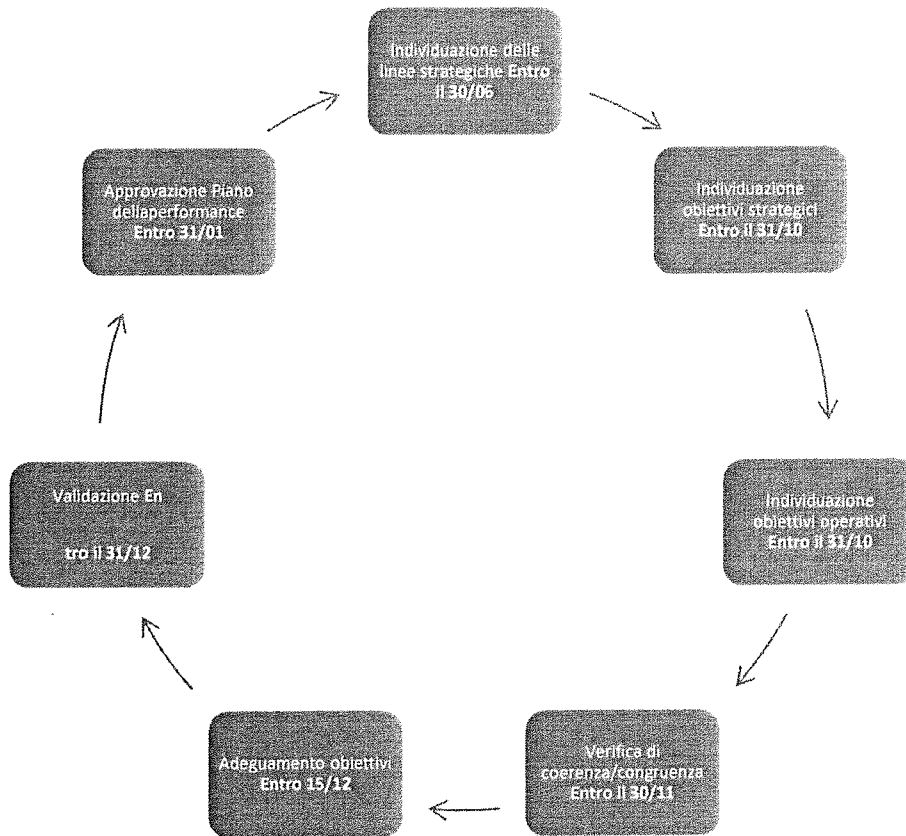 Individuazione delle
linee strategiche Entro
il 30/06
Individuazione
obiettivi strategici
Entro il 31/10
Individuazione
obiettivi operativi
Entro il 31/10
Verifica di
coerenza/congruenza
Entro il 30/11
Adeguamento obiettivi
Entro 15/12
Validazione En
tro il 31/12
Approvazione Piano
dellaperformance
Entro 31/01